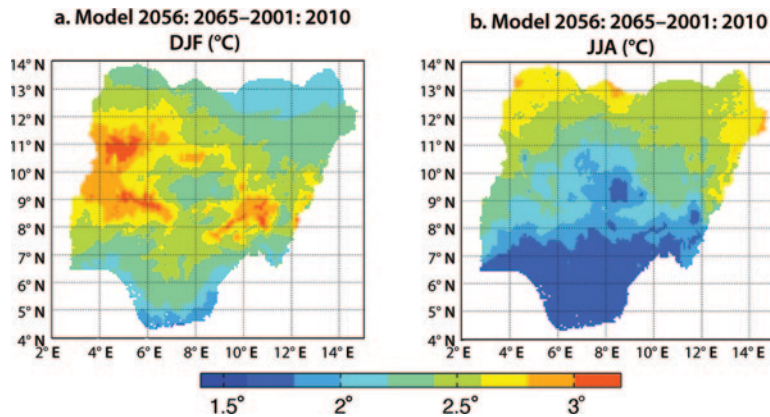 a. Model 2056: 2065–2001: 2010
DJF (°C)
b. Model 2056: 2065–2001: 2010
JJA (°C)
14° N
13° N
12° N
11° N
10° N
9° N
8° N
7° N
6° N
5° N
4° N
2° E 4° E 6° E 8° E 10° E 12° E 14° E
14° N
13° N
12° N
11° N
10° N
9° N
8° N
7° N
6° N
5° N
4° N
2° E 4° E 6° E 8° E 10° E 12° E 14° E
1.5° 2° 2.5° 3°